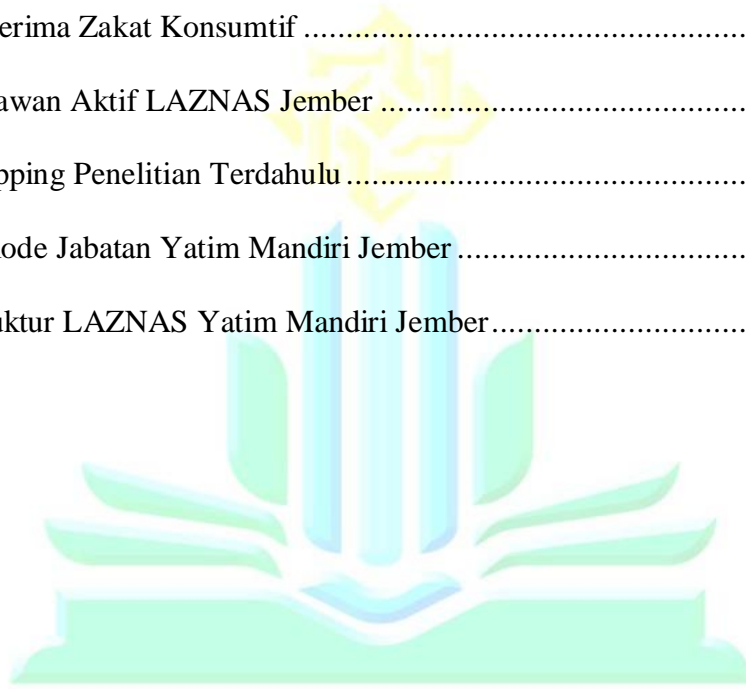 erima Zakat Konsumtif ..................................................
awan Aktif LAZNAS Jember ..........................................
pping Penelitian Terdahulu ..............................................
ode Jabatan Yatim Mandiri Jember ................................
uktur LAZNAS Yatim Mandiri Jember ............................